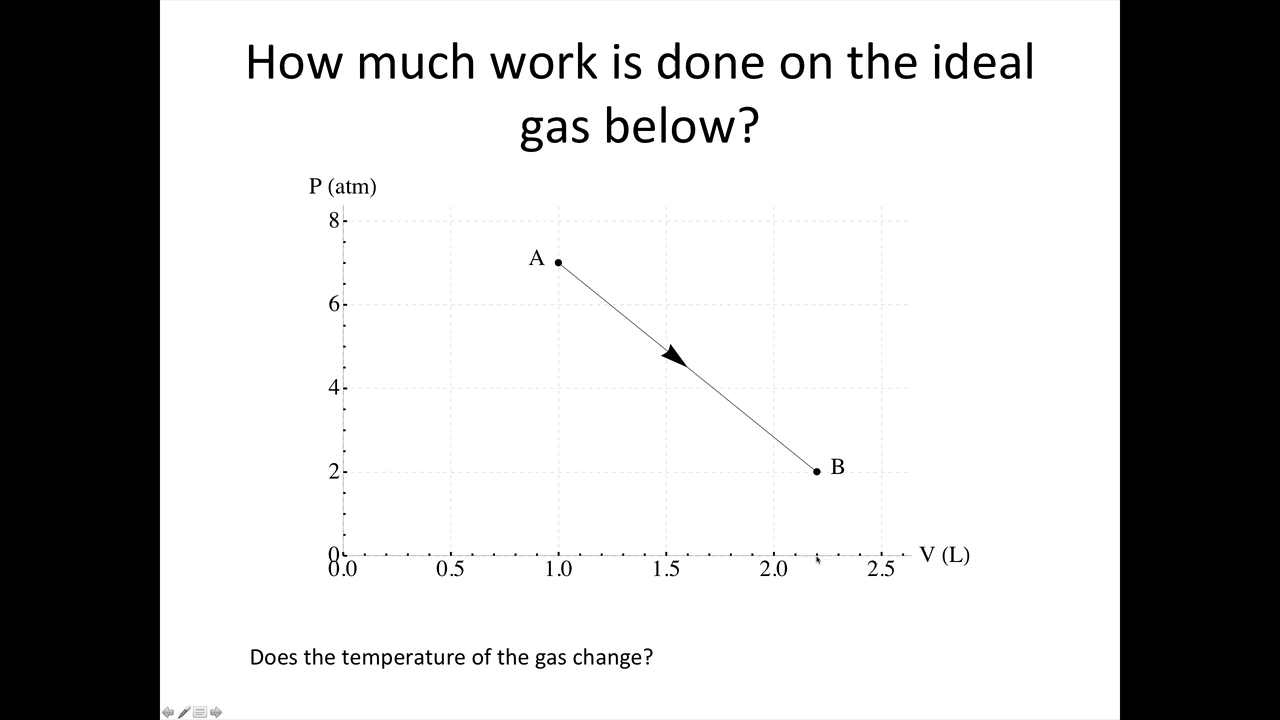 How much work is done on the ideal
gas below?
P (atm)
8
A
6
4
2
B
0
V (L)
0.0 0.5 1.0 1.5 2.0 2.5
Does the temperature of the gas change?